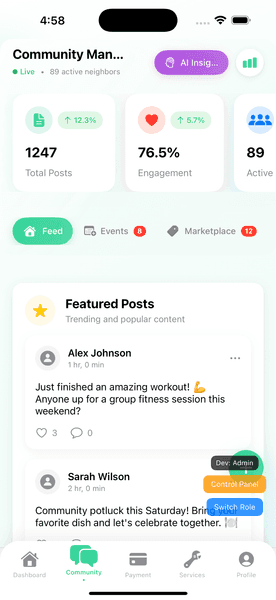 4:58
Community Man...
Live • 89 active neighbors
AI Insig...
↑ 12.3%
↑ 5.7%
1247
76.5%
89
Total Posts
Engagement
Active
Feed
Events 8
Marketplace 12
Featured Posts
Trending and popular content
Alex Johnson
1 hr, 0 min
Just finished an amazing workout! 💪
Anyone up for a group fitness session this
weekend?
3
0
Dev: Admin
Sarah Wilson
2 hr, 0 min
Control Panel
Switch Role
Community potluck this Saturday! Bring
favorite dish and let's celebrate together. 🍽️
Dashboard
Community
Payment
Services
Profile